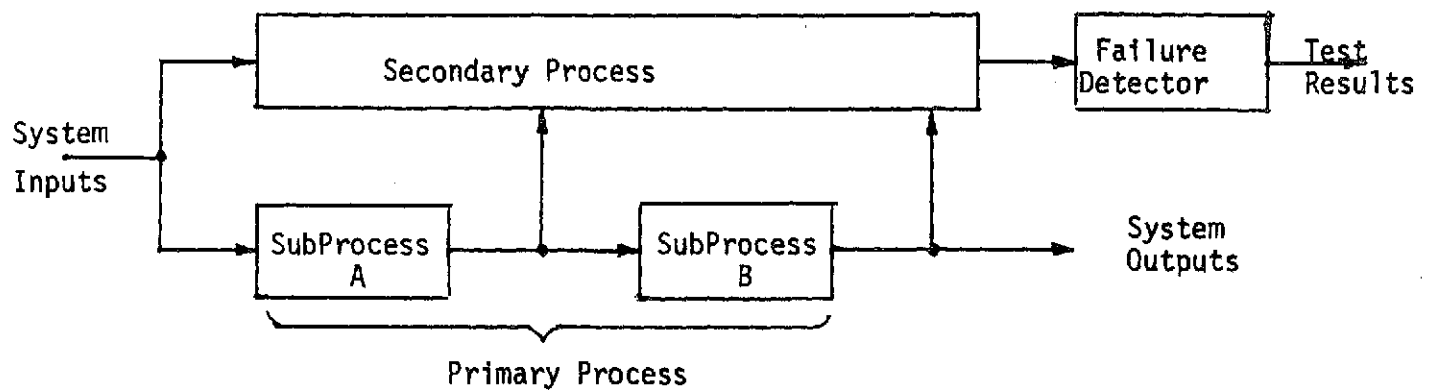 Secondary Process
Failure
Detector
Test
Results
System
Inputs
SubProcess
A
SubProcess
B
System
Outputs
Primary Process